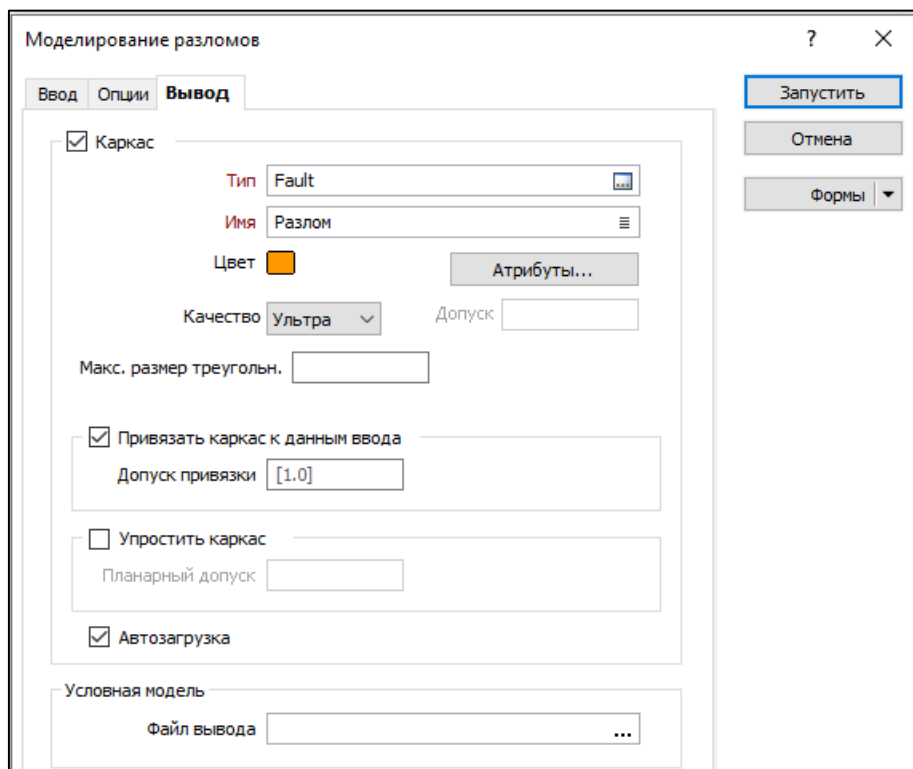 Моделирование разломов ?
Ввод Опции Вывод
Запустить
Отмена
Формы
Каркас
Тип Fault ...
Имя Разлом
Цвет Атрибуты...
Качество Ультра Допуск
Макс. размер треугольн.
Привязать каркас к данным ввода
Допуск привязки [1.0]
Упростить каркас
Планарный допуск
Автозагрузка
Условная модель
Файл вывода ...